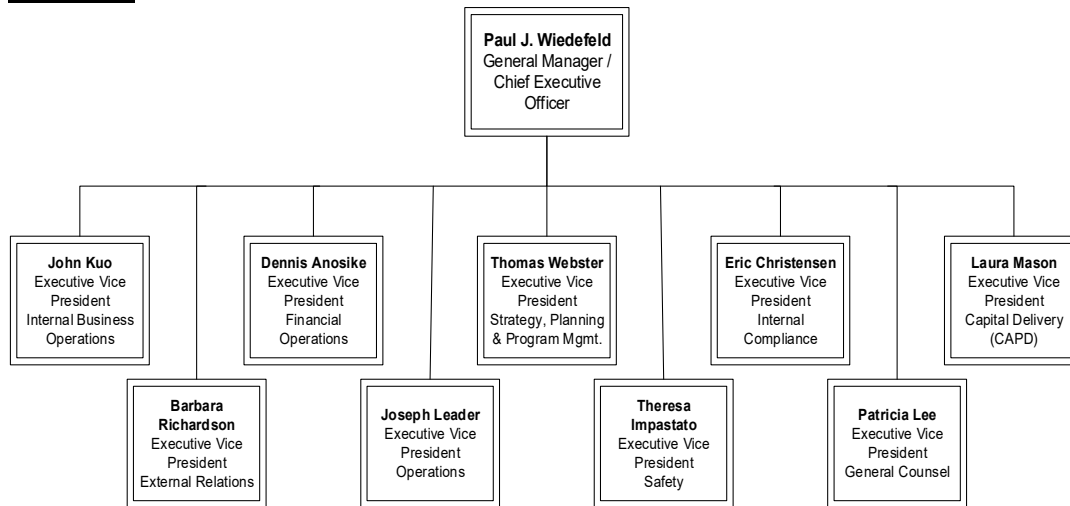 Paul J. Wiedefeld
General Manager /
Chief Executive
Officer
John Kuo
Executive Vice
President
Internal Business
Operations
Dennis Anosike
Executive Vice
President
Financial
Operations
Thomas Webster
Executive Vice
President
Strategy, Planning
& Program Mgmt.
Eric Christensen
Executive Vice
President
Internal
Compliance
Laura Mason
Executive Vice
President
Capital Delivery
(CAPD)
Barbara
Richardson
Executive Vice
President
External Relations
Joseph Leader
Executive Vice
President
Operations
Theresa
Impastato
Executive Vice
President
Safety
Patricia Lee
Executive Vice
President
General Counsel